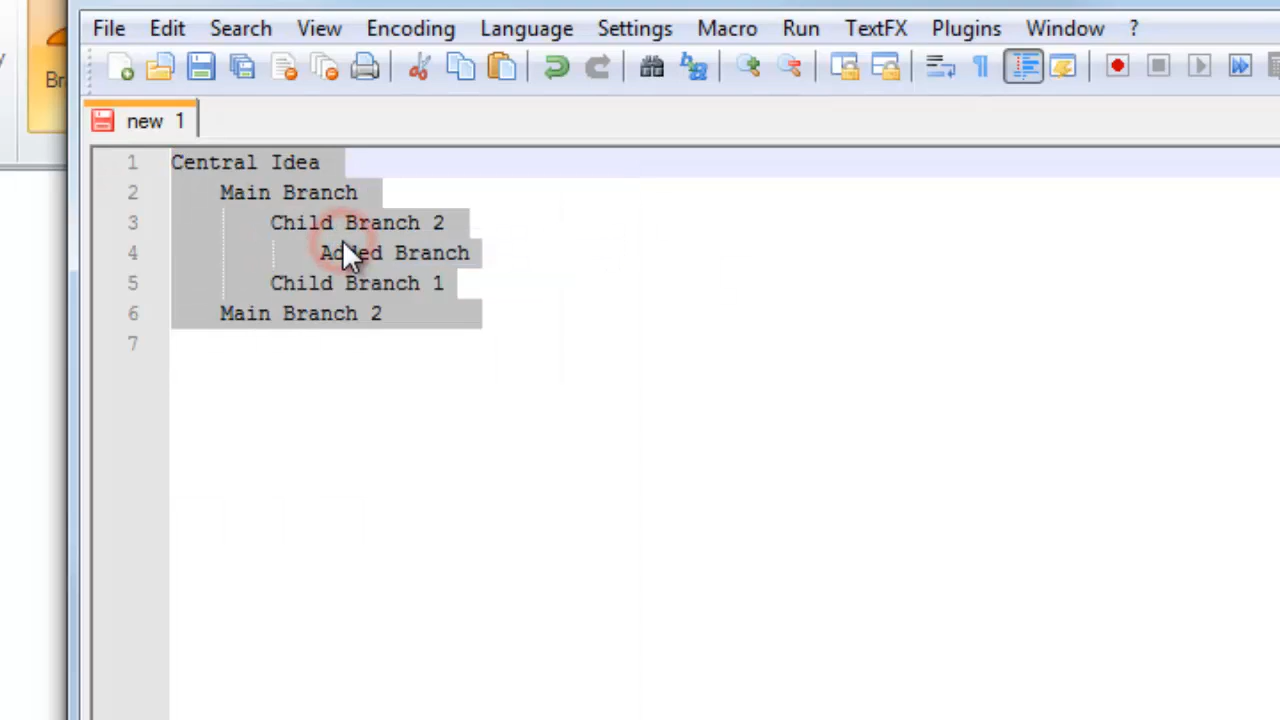 File Edit Search View Encoding Language Settings Macro Run TextFX Plugins Window ?
new 1
1 Central Idea
2 Main Branch
3 Child Branch 2
4 Added Branch
5 Child Branch 1
6 Main Branch 2
7